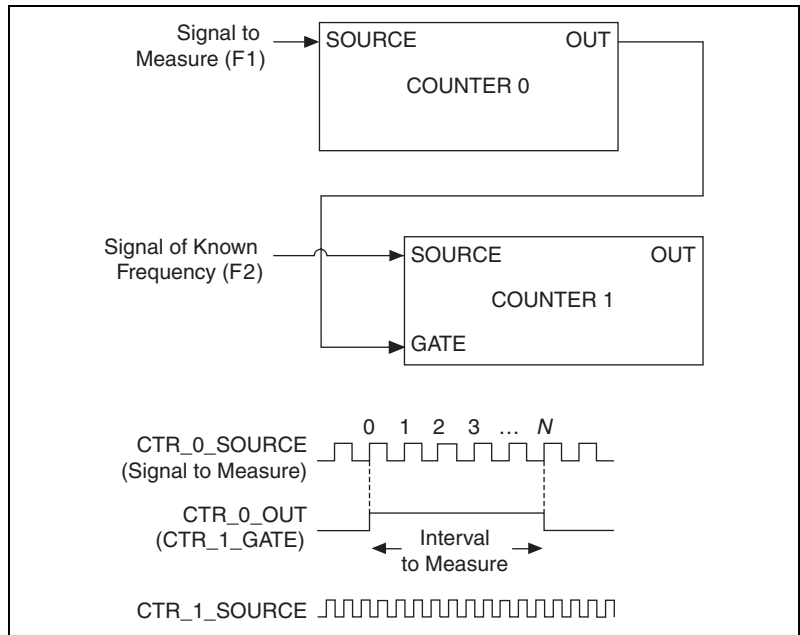 Signal to
Measure (F1)
SOURCE OUT
COUNTER 0
Signal of Known
Frequency (F2)
SOURCE OUT
COUNTER 1
GATE
0 1 2 3 … N
CTR_0_SOURCE
(Signal to Measure)
CTR_0_OUT
(CTR_1_GATE)
Interval
to Measure
CTR_1_SOURCE